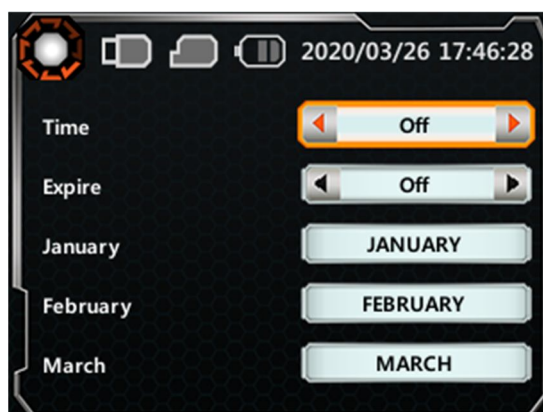 2020/03/26 17:46:28
Time Off
Expire Off
January JANUARY
February FEBRUARY
March MARCH